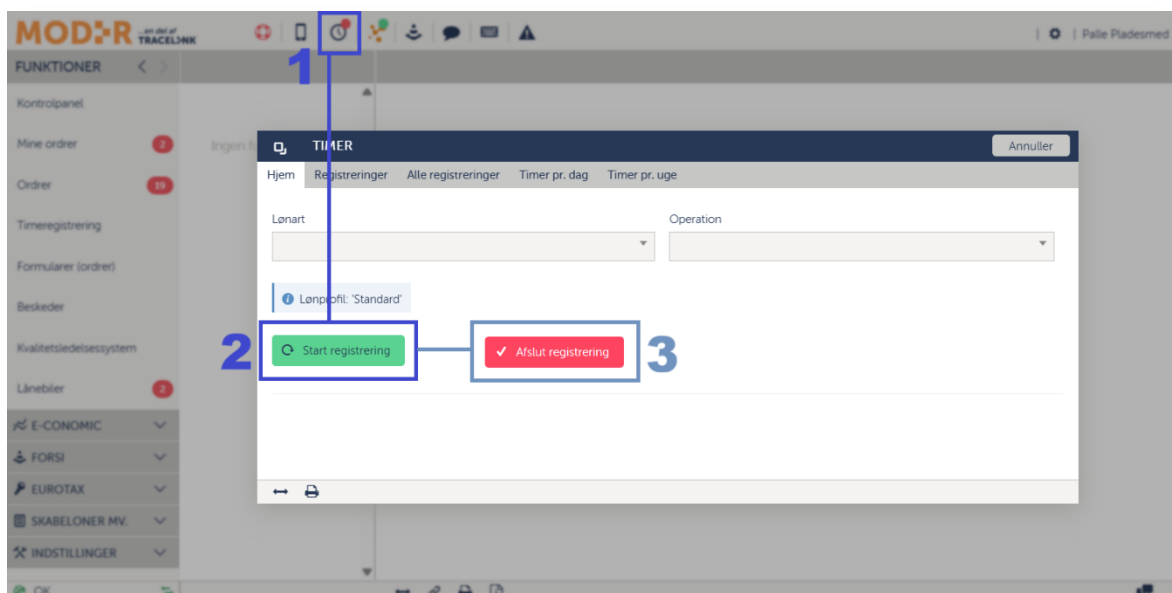 MOD:R ...en del af TRACELINK
Palle Pladesmed
1
FUNKTIONER
Kontrolpanel
Mine ordrer 2
Ordrer 19
Timeregistrering
Formularer (ordrer)
Beskeder
Kvalitetsledelsessystem
Lånebiler 2
E-CONOMIC
FORSI
EUROTAX
SKABELONER MV.
INDSTILLINGER
OK
Ingen
TIMER
Annuller
Hjem Registreringer Alle registreringer Timer pr. dag Timer pr. uge
Lønart Operation
Lønprofil: 'Standard'
2 Start registrering Afslut registrering 3